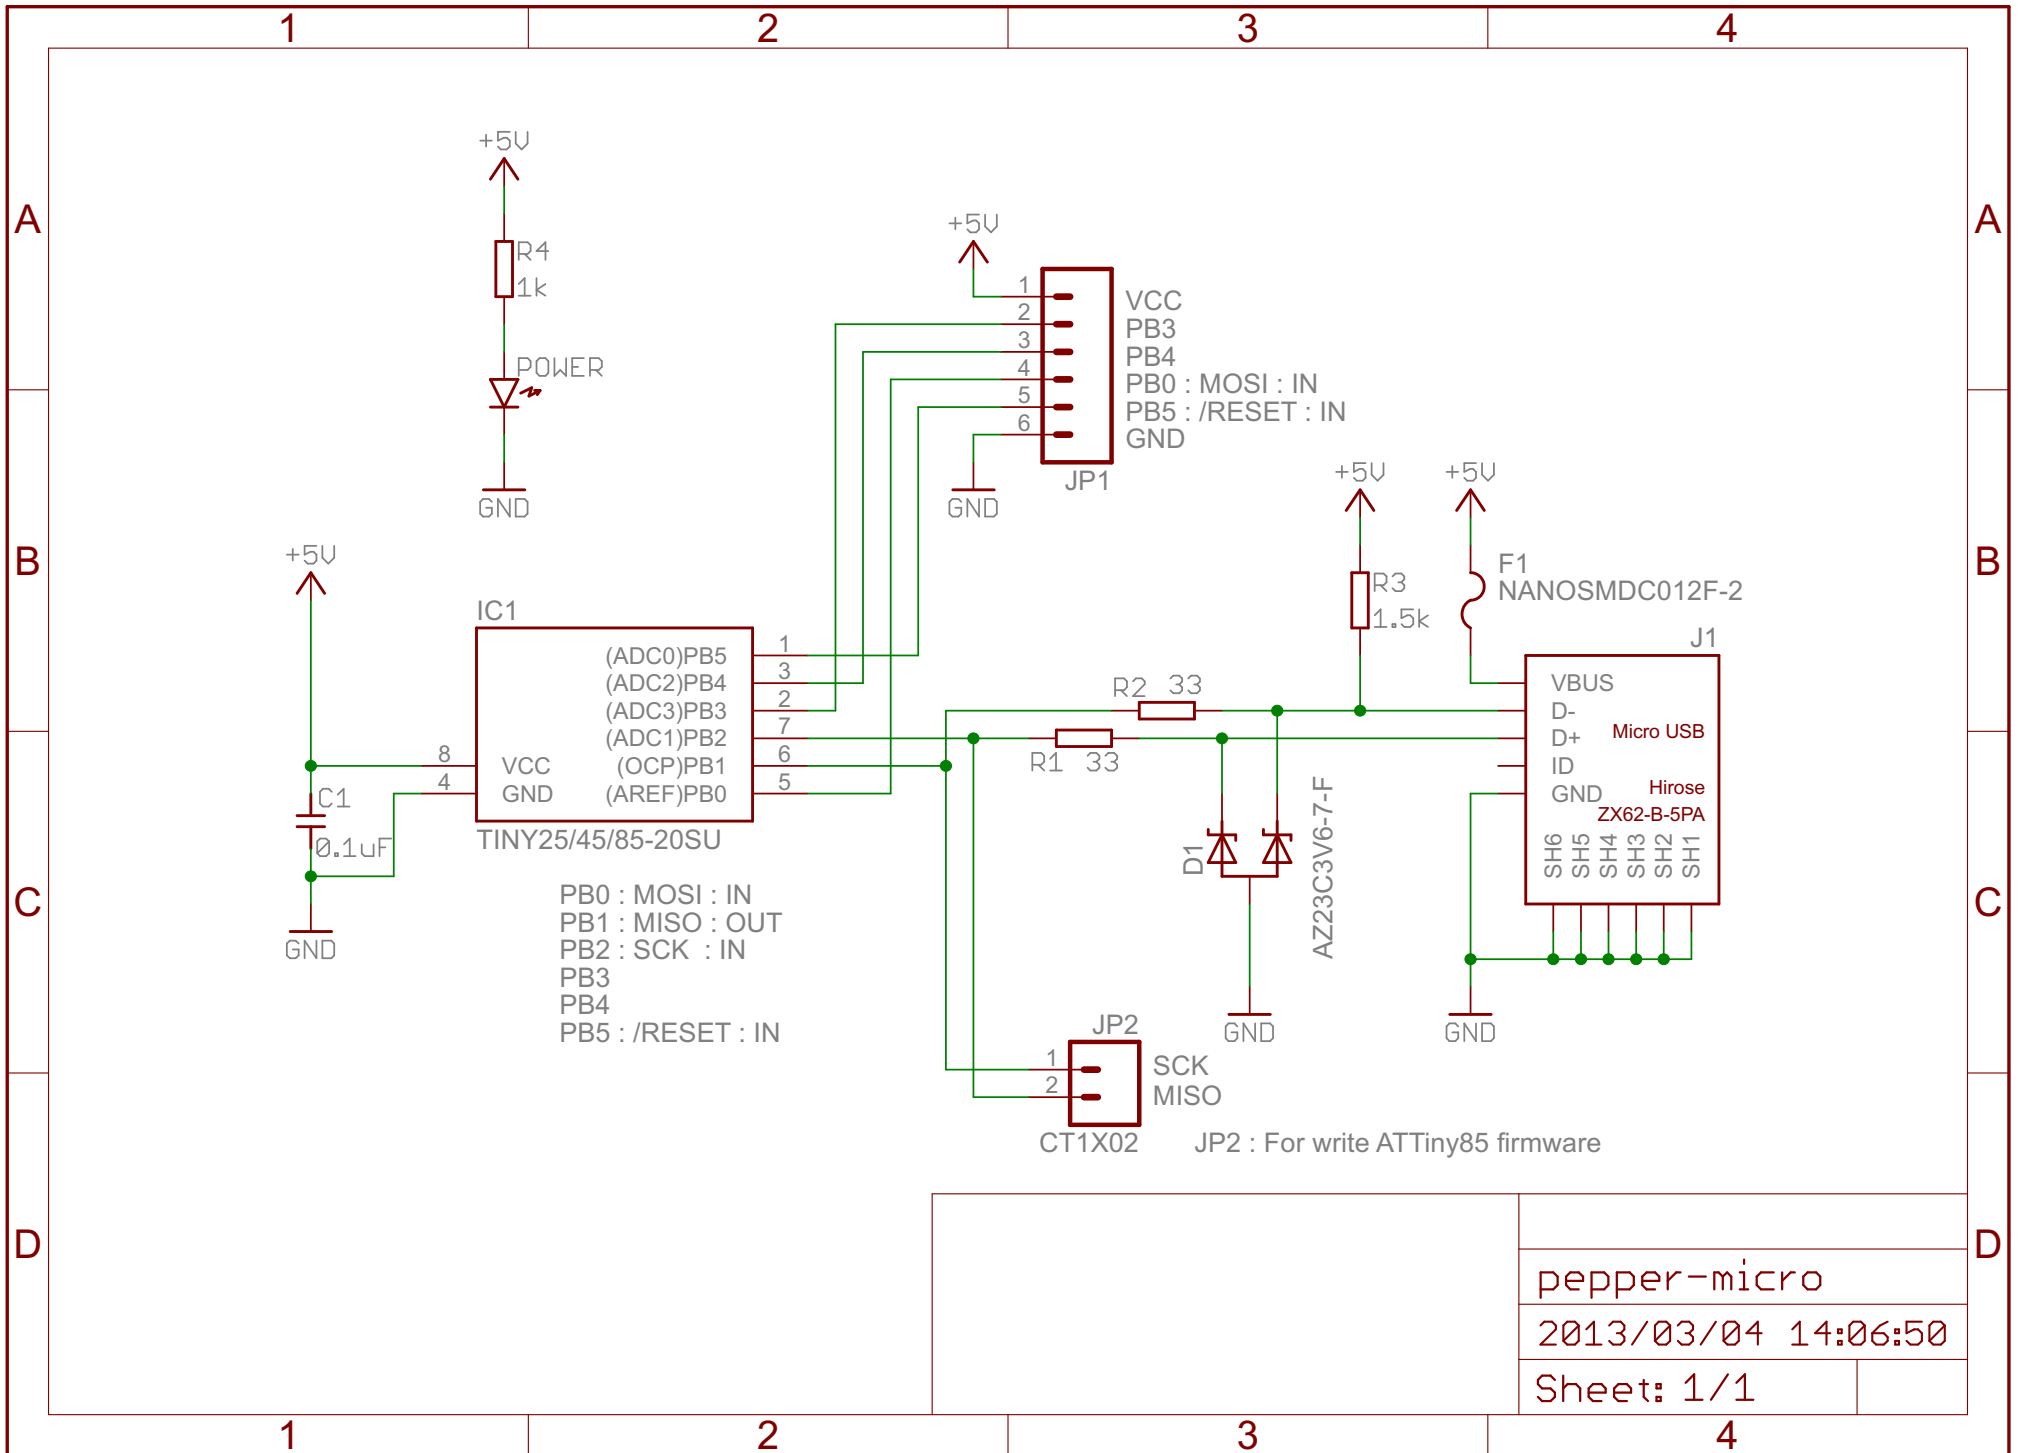 1 2 3 4
A A
B B
C C
D D
1 2 3 4
+5V
R4
1k
POWER
GND
+5V
1
2
3
4
5
6
VCC
PB3
PB4
PB0 : MOSI : IN
PB5 : /RESET : IN
GND
JP1
GND
+5V
C1
0.1uF
GND
IC1
8 VCC
4 GND
(ADC0)PB5 1
(ADC2)PB4 3
(ADC3)PB3 2
(ADC1)PB2 7
(OCP)PB1 6
(AREF)PB0 5
TINY25/45/85-20SU
PB0 : MOSI : IN
PB1 : MISO : OUT
PB2 : SCK : IN
PB3
PB4
PB5 : /RESET : IN
R2 33
R1 33
+5V
R3
1.5k
+5V
F1
NANOSMDC012F-2
J1
VBUS
D-
D+
ID
GND
Micro USB
Hirose
ZX62-B-5PA
SH6
SH5
SH4
SH3
SH2
SH1
GND
D1
AZ23C3V6-7-F
GND
JP2
1 SCK
2 MISO
CT1X02
JP2 : For write ATTiny85 firmware
pepper-micro
2013/03/04 14:06:50
Sheet: 1/1